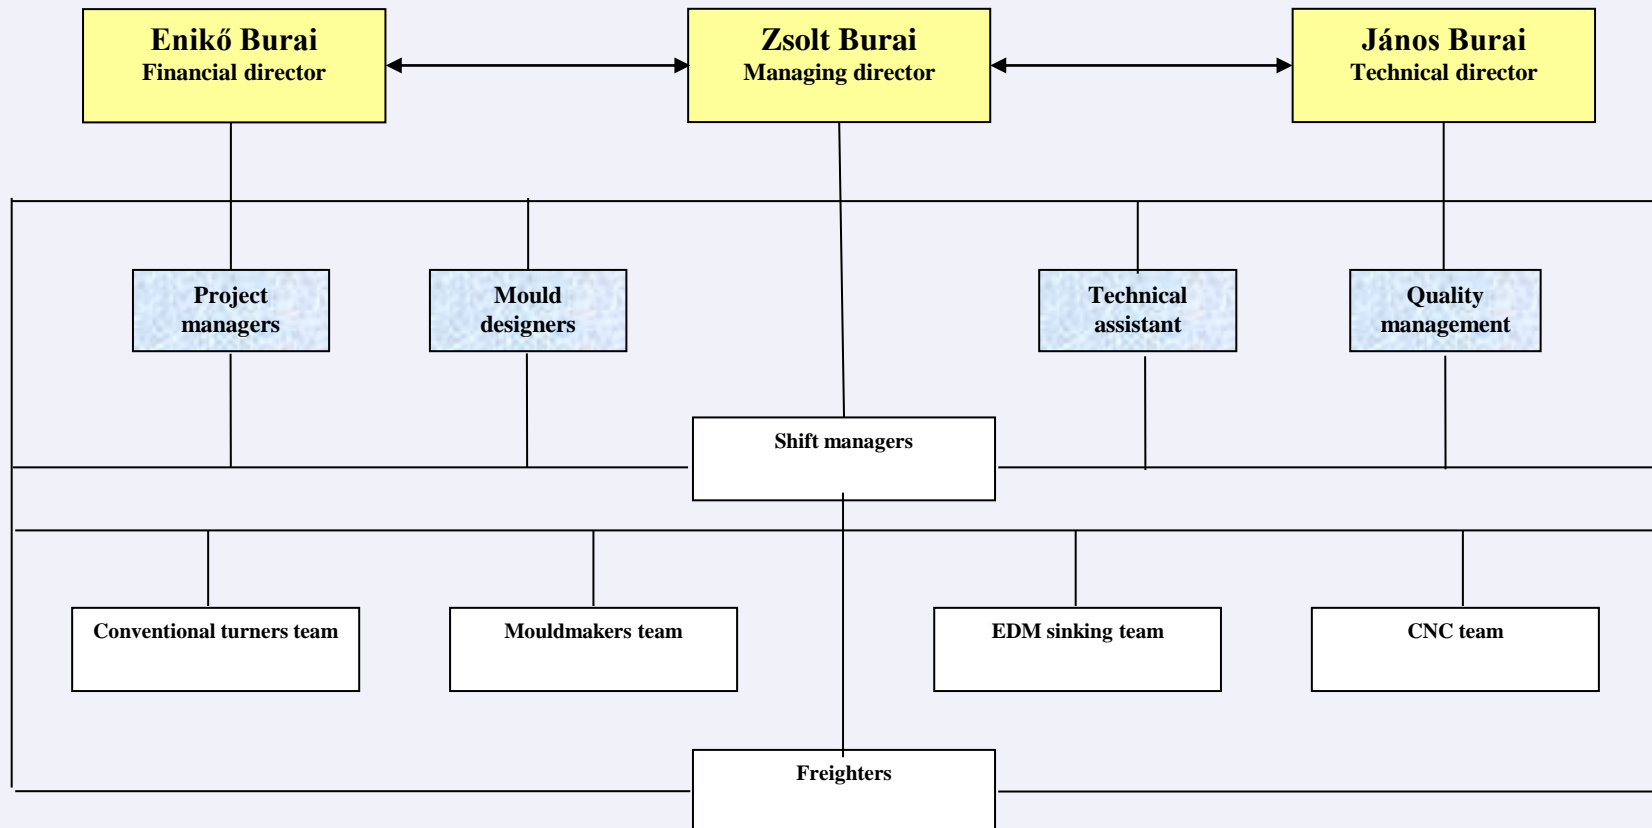 Enikő Burai
Financial director
Zsolt Burai
Managing director
János Burai
Technical director
Project
managers
Mould
designers
Technical
assistant
Quality
management
Shift managers
Conventional turners team
Mouldmakers team
EDM sinking team
CNC team
Freighters